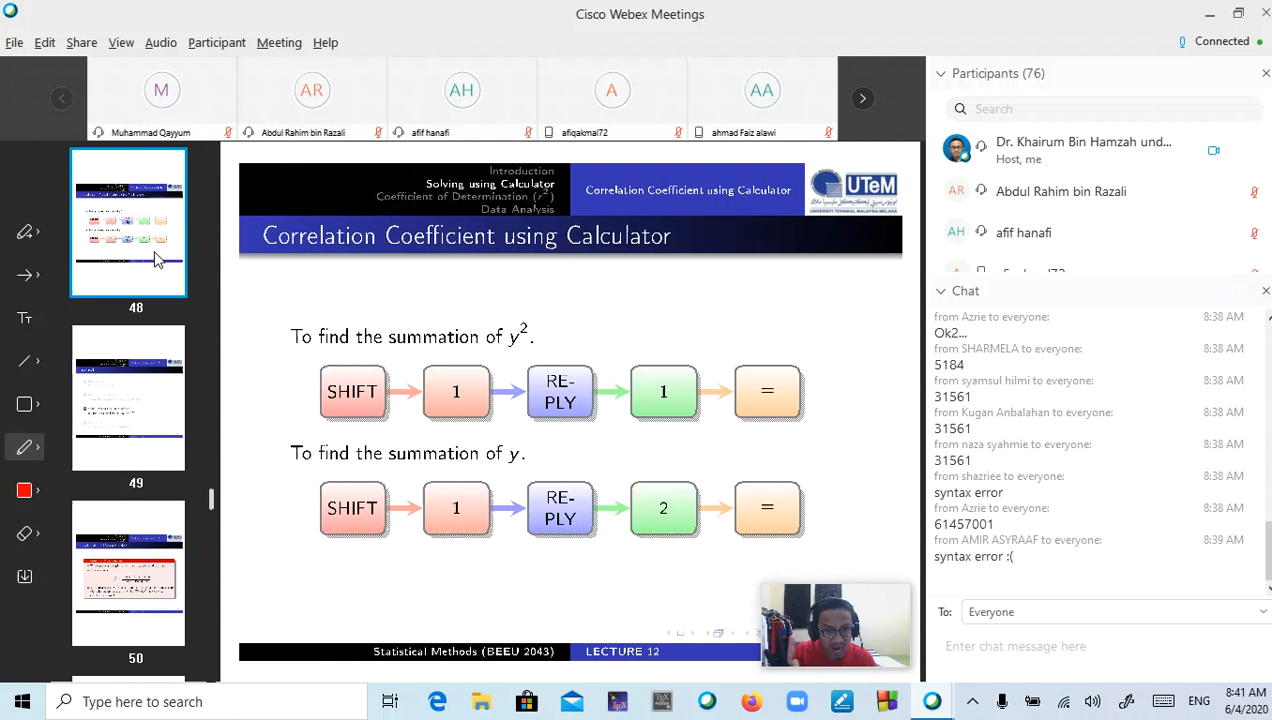 Cisco Webex Meetings
File Edit Share View Audio Participant Meeting Help
Connected
M
AR
AH
A
AA
Muhammad Qayyum
Abdul Rahim bin Razali
afif hanafi
afiqakmal72
ahmad Faiz alawi
48
49
50
Introduction
Solving using Calculator
Coefficient of Determination (r²)
Data Analysis
Correlation Coefficient using Calculator
UTeM
UNIVERSITI TEKNIKAL MALAYSIA MELAKA
Correlation Coefficient using Calculator
To find the summation of y².
SHIFT 1 RE-
PLY 1 =
To find the summation of y.
SHIFT 1 RE-
PLY 2 =
Statistical Methods (BEEU 2043) LECTURE 12
Participants (76)
Search
Dr. Khairum Bin Hamzah und...
Host, me
AR Abdul Rahim bin Razali
AH afif hanafi
Chat
from Azrie to everyone: 8:38 AM
Ok2...
from SHARMELA to everyone: 8:38 AM
5184
from syamsul hilmi to everyone: 8:38 AM
31561
from Kugan Anbalahan to everyone: 8:38 AM
31561
from naza syahmie to everyone: 8:38 AM
31561
from shazriee to everyone: 8:38 AM
syntax error
from Azrie to everyone: 8:38 AM
61457001
from AMIR ASYRAAF to everyone: 8:39 AM
syntax error :(
To: Everyone
Enter chat message here
Type here to search
ENG
8:41 AM
6/4/2020